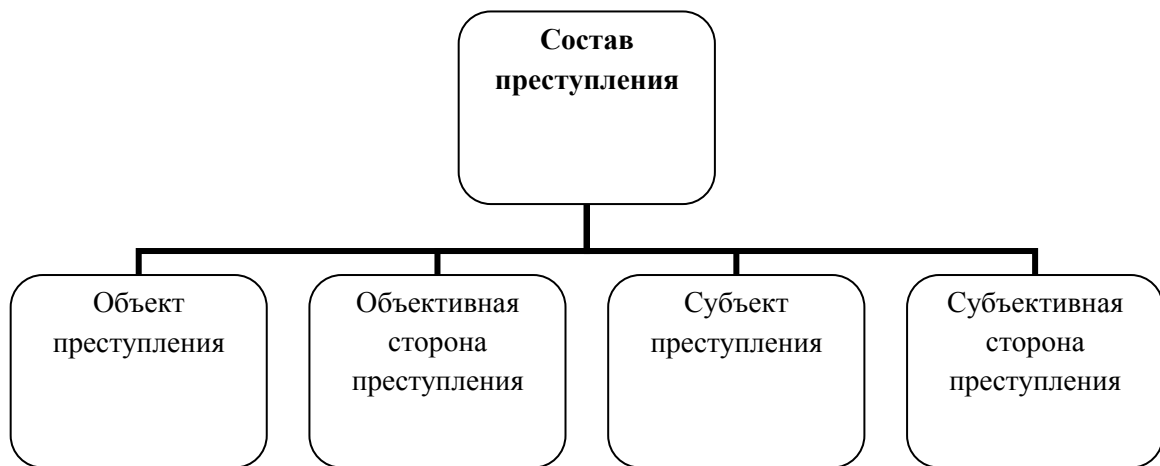 Состав
преступления
Объект
преступления
Объективная
сторона
преступления
Субъект
преступления
Субъективная
сторона
преступления